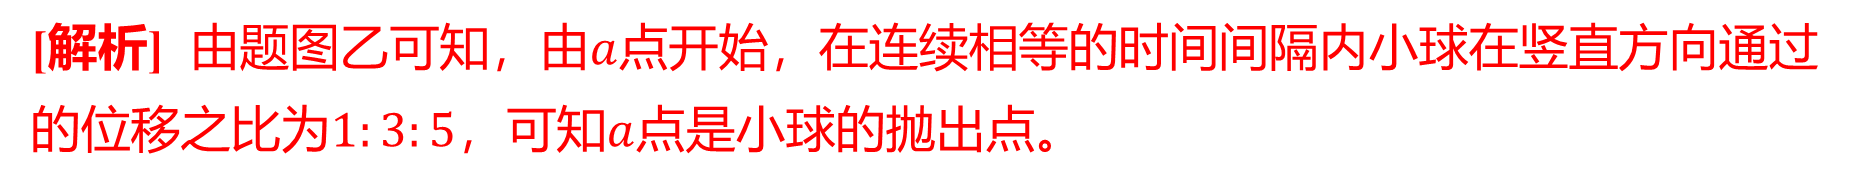 [解析] 由题图乙可知，由a点开始，在连续相等的时间间隔内小球在竖直方向通过
的位移之比为1:3:5，可知a点是小球的抛出点。